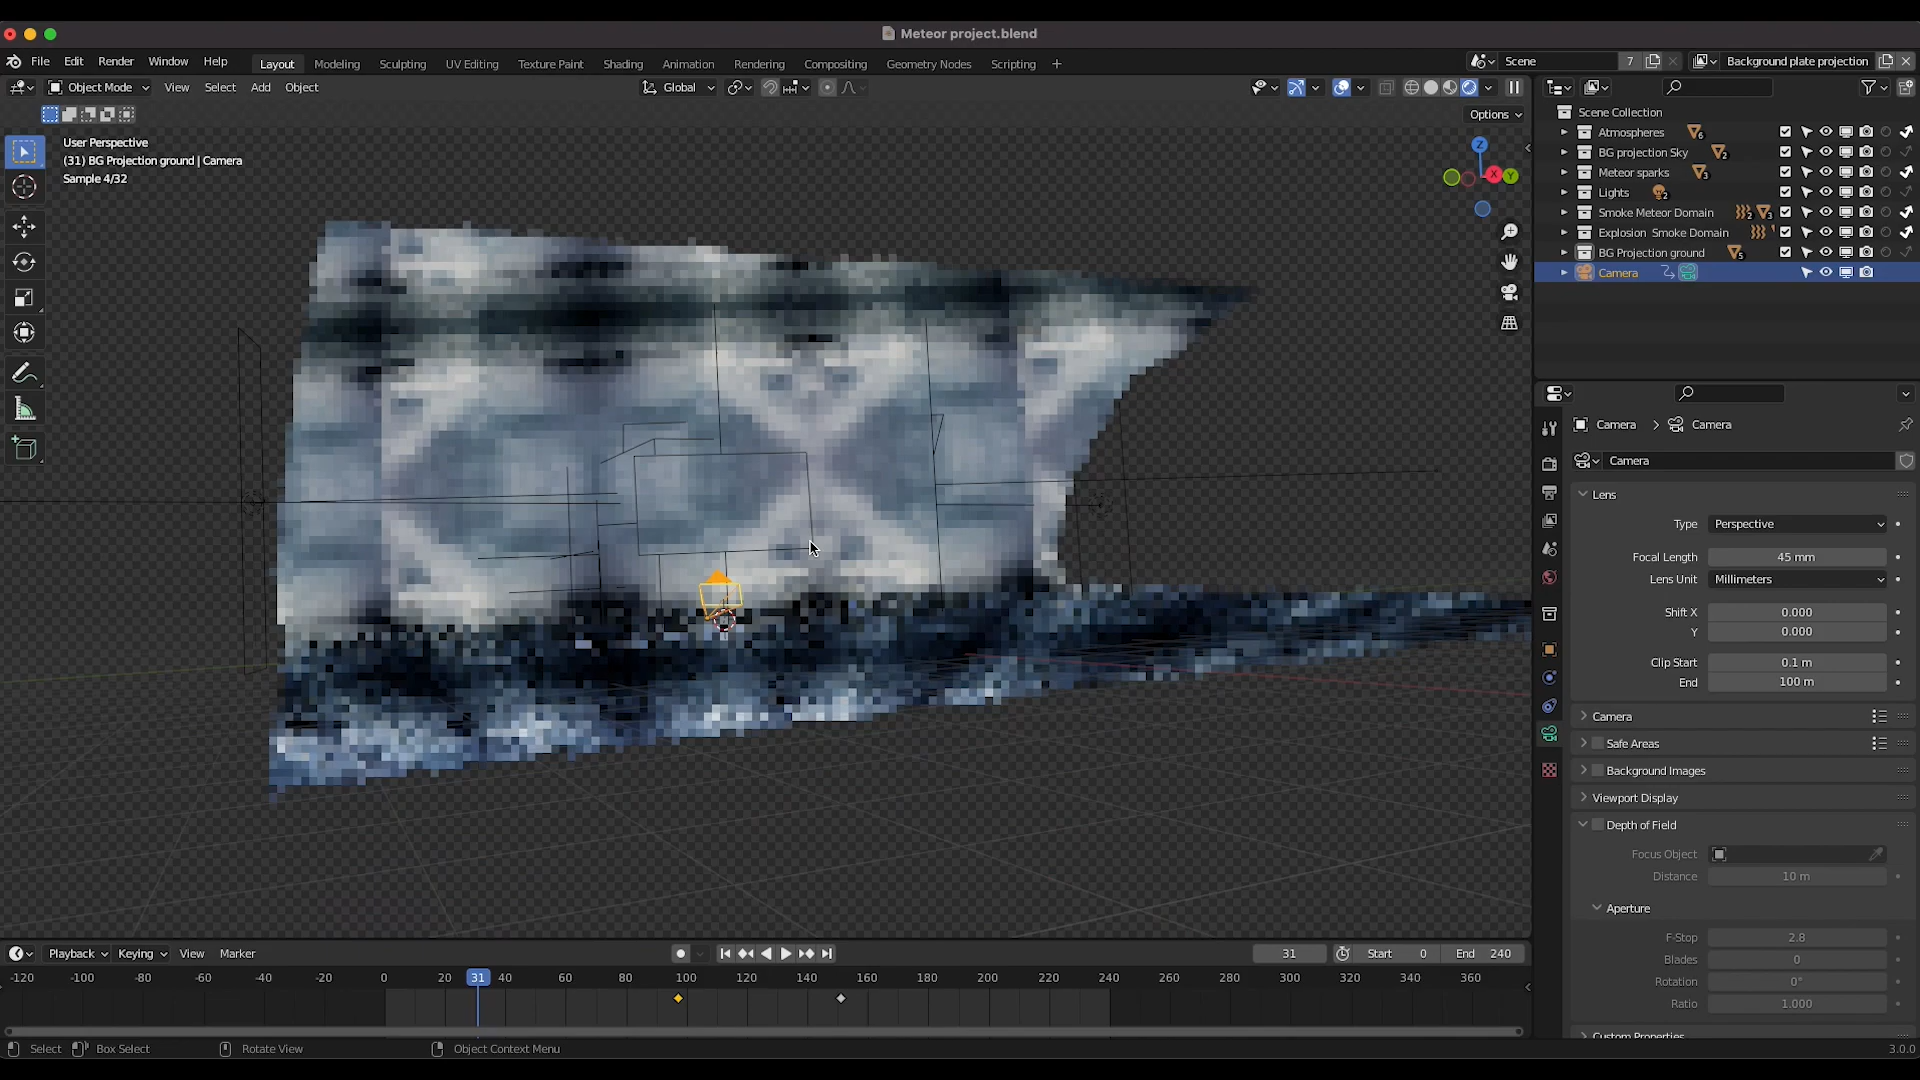 Meteor project.blend
File Edit Render Window Help Layout Modeling Sculpting UV Editing Texture Paint Shading Animation Rendering Compositing Geometry Nodes Scripting + Scene 7 Background plate projection
Object Mode View Select Add Object Global
Options
User Perspective
(31) BG Projection ground | Camera
Sample 4/32
Z
X
Y
Scene Collection
Atmospheres 6
BG projection Sky 2
Meteor sparks 3
Lights 2
Smoke Meteor Domain 2 3
Explosion Smoke Domain
BG Projection ground 5
Camera
Camera > Camera
Camera
Lens
Type Perspective
Focal Length 45 mm
Lens Unit Millimeters
Shift X 0.000
Y 0.000
Clip Start 0.1 m
End 100 m
Camera
Safe Areas
Background Images
Viewport Display
Depth of Field
Focus Object
Distance 10 m
Aperture
F-Stop 2.8
Blades 0
Rotation 0°
Ratio 1.000
Custom Properties
Playback Keying View Marker 31 Start 0 End 240
-120 -100 -80 -60 -40 -20 0 20 31 40 60 80 100 120 140 160 180 200 220 240 260 280 300 320 340 360
Select Box Select Rotate View Object Context Menu 3.0.0